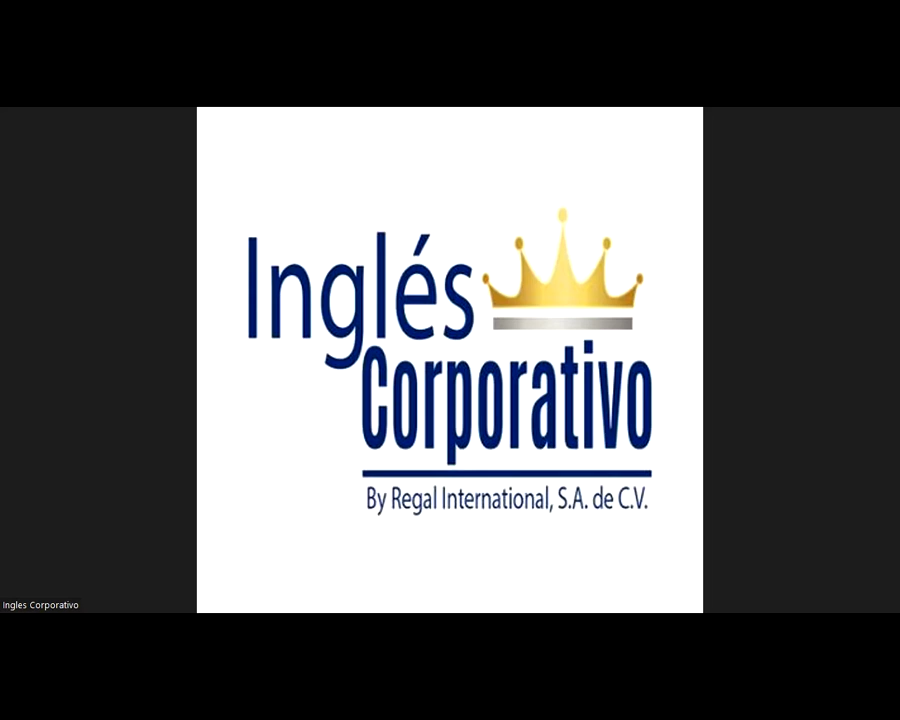 Inglés
Corporativo
By Regal International, S.A. de C.V.
Ingles Corporativo